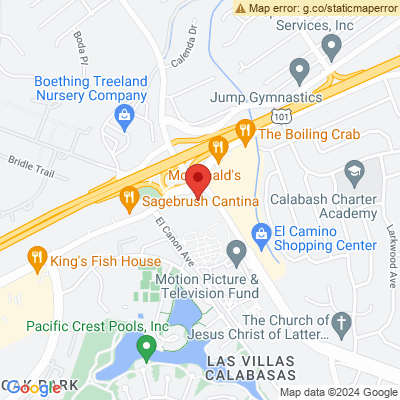 Map error: g.co/staticmaperror
Calenda Dr
Boda Pl
Services, Inc
Boething Treeland
Nursery Company
Jump Gymnastics
101
The Boiling Crab
Bridle Trail
Mc nald's
Sagebrush Cantina
Calabash Charter
Academy
El Canon Ave
El Camino
Shopping Center
Larkwood Ave
King's Fish House
Motion Picture &
Television Fund
Pacific Crest Pools, Inc
The Church of
Jesus Christ of Latter...
LAS VILLAS
CALABASAS
PARK
Google
Map data ©2024 Google